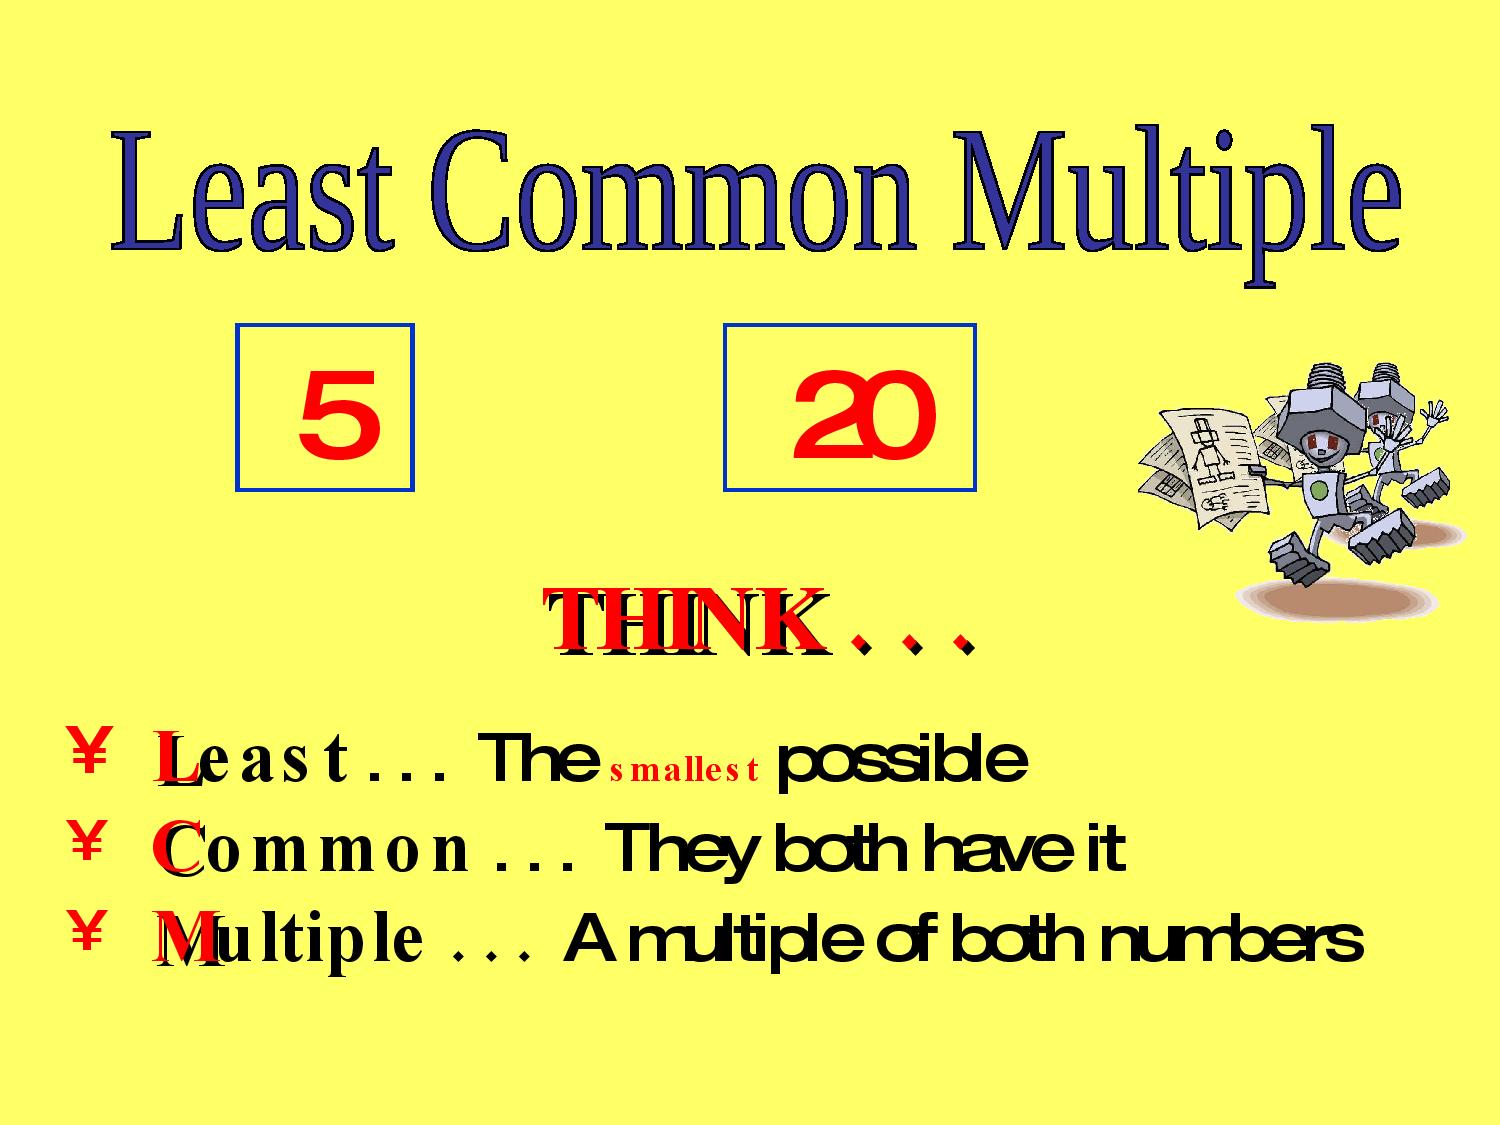 Least Common Multiple
5 20
THINK . . .
¥ Least . . . The smallest possible
¥ Common . . . They both have it
¥ Multiple . . . A multiple of both numbers